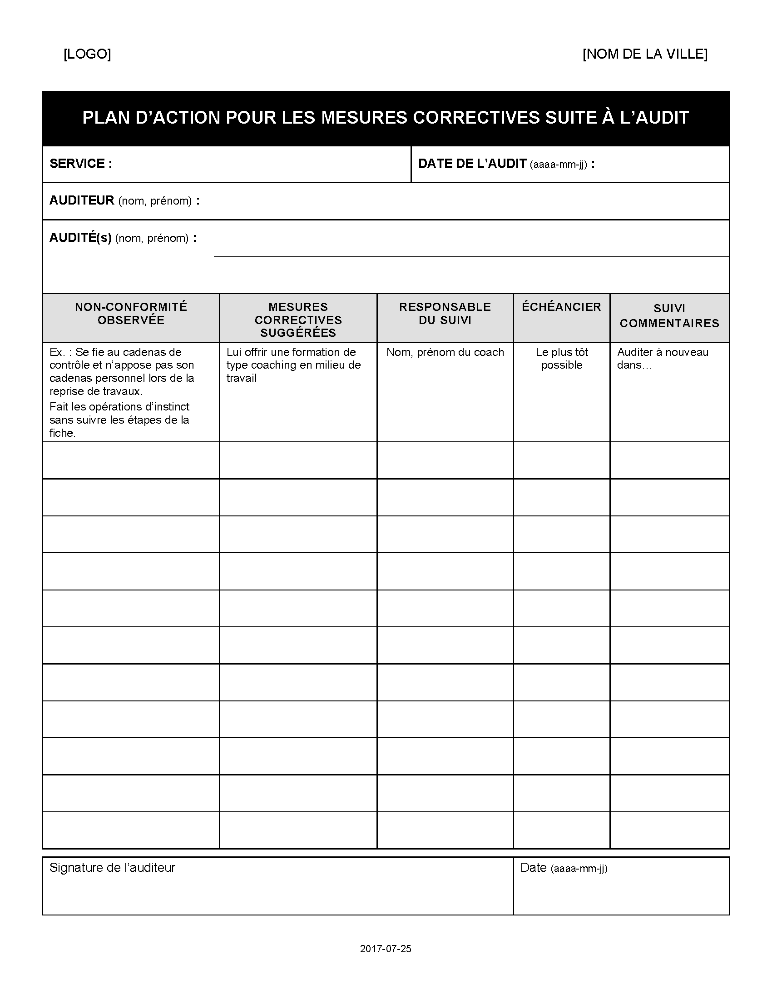 [LOGO]
[NOM DE LA VILLE]
PLAN D’ACTION POUR LES MESURES CORRECTIVES SUITE À L’AUDIT
SERVICE :
DATE DE L’AUDIT (aaaa-mm-jj) :
AUDITEUR (nom, prénom) :
AUDITÉ(s) (nom, prénom) :
NON-CONFORMITÉ
OBSERVÉE
MESURES
CORRECTIVES
SUGGÉRÉES
RESPONSABLE
DU SUIVI
ÉCHÉANCIER
SUIVI
COMMENTAIRES
Ex. : Se fie au cadenas de
contrôle et n’appose pas son
cadenas personnel lors de la
reprise de travaux.
Fait les opérations d’instinct
sans suivre les étapes de la
fiche.
Lui offrir une formation de
type coaching en milieu de
travail
Nom, prénom du coach
Le plus tôt
possible
Auditer à nouveau
dans…
Signature de l’auditeur
Date (aaaa-mm-jj)
2017-07-25